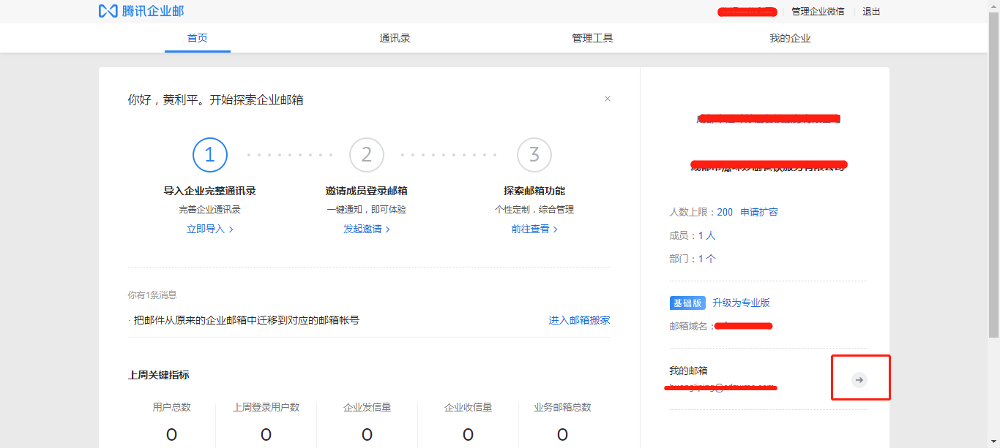 腾讯企业邮
管理企业微信
退出
首页
通讯录
管理工具
我的企业
你好，黄利平。开始探索企业邮箱
×
1
2
3
导入企业完整通讯录
邀请成员登录邮箱
探索邮箱功能
完善企业通讯录
一键通知，即可体验
个性定制，综合管理
立即导入 >
发起邀请 >
前往查看 >
你有1条消息
· 把邮件从原来的企业邮箱中迁移到对应的邮箱帐号
进入邮箱搬家
上周关键指标
用户总数
上周登录用户数
企业发信量
企业收信量
业务邮箱总数
0
0
0
0
0
人数上限：200 申请扩容
成员：1 人
部门：1 个
基础版 升级为专业版
邮箱域名：
我的邮箱